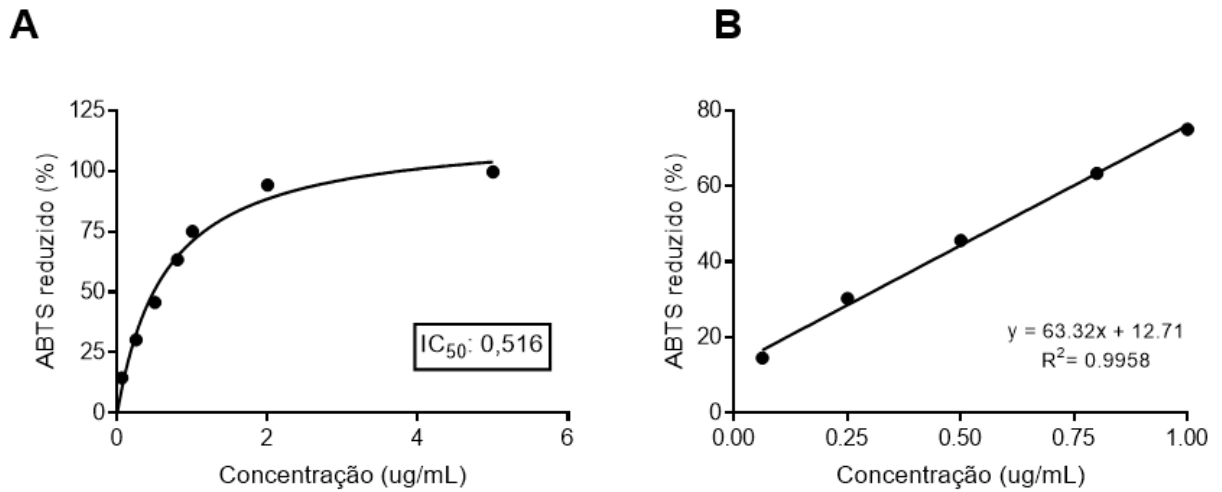 A
ABTS reduzido (%)
125
100
75
50
25
0
IC50: 0,516
0
2
4
6
Concentração (ug/mL)
B
ABTS reduzido (%)
80
60
40
20
0
y = 63.32x + 12.71
R2= 0.9958
0.00
0.25
0.50
0.75
1.00
Concentração (ug/mL)